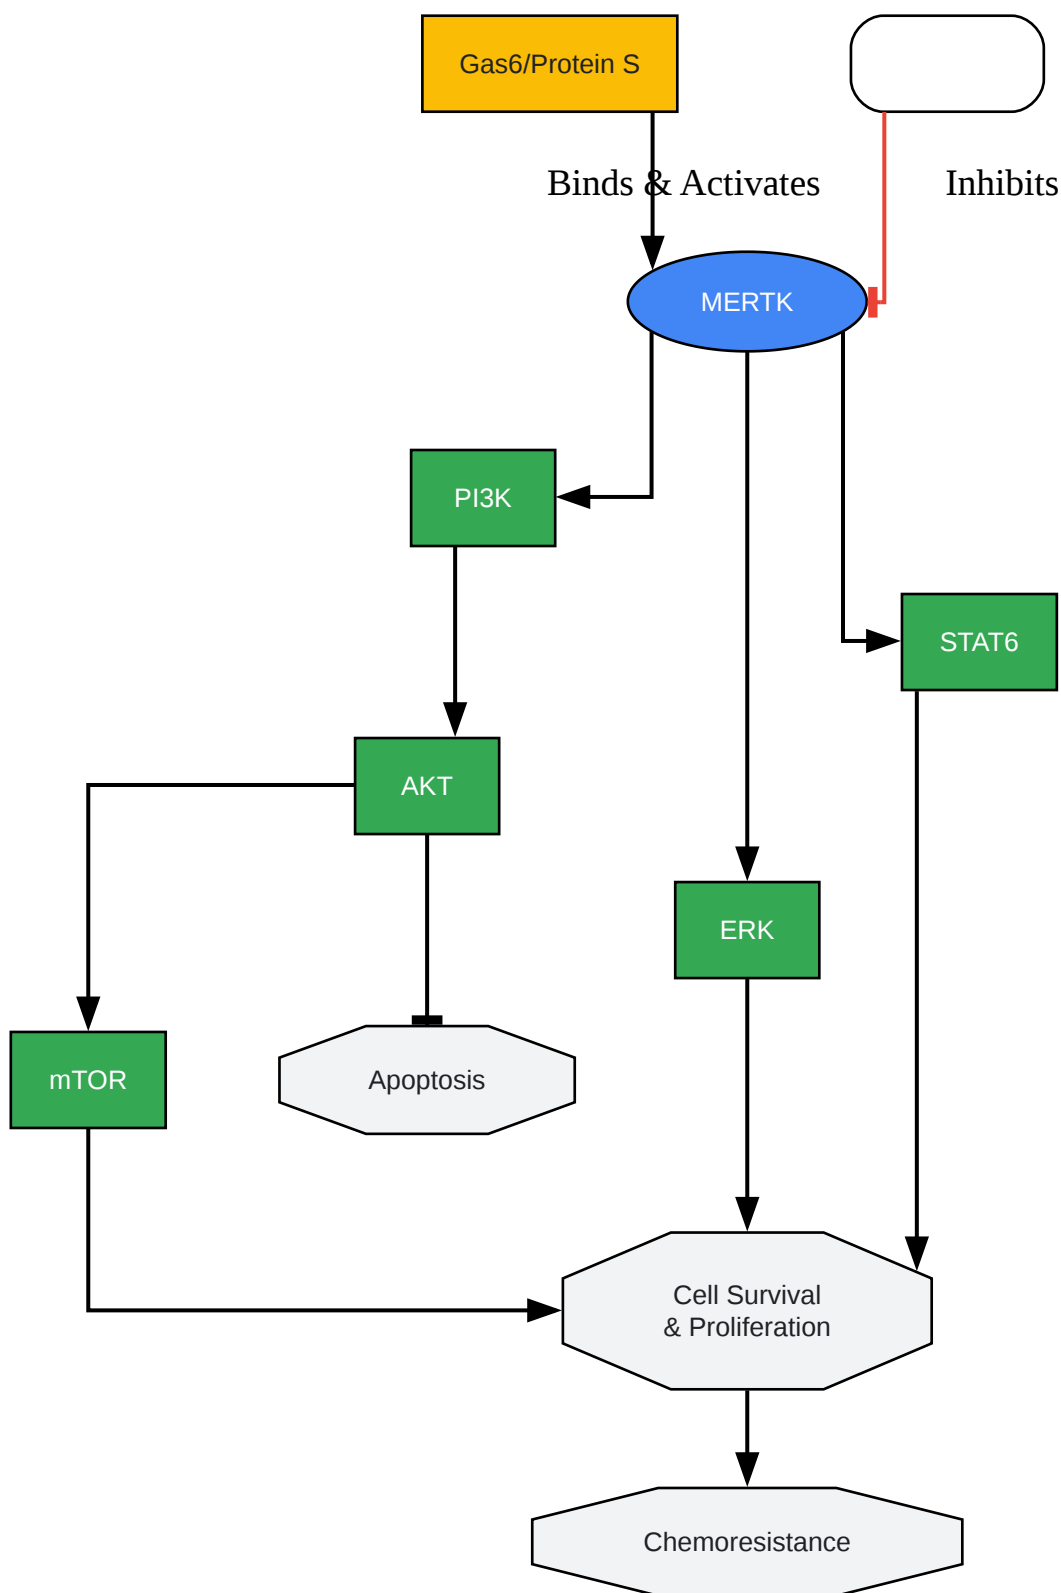 Gas6/Protein S
Binds & Activates
Inhibits
MERTK
PI3K
STAT6
AKT
ERK
mTOR
Apoptosis
Cell Survival
& Proliferation
Chemoresistance